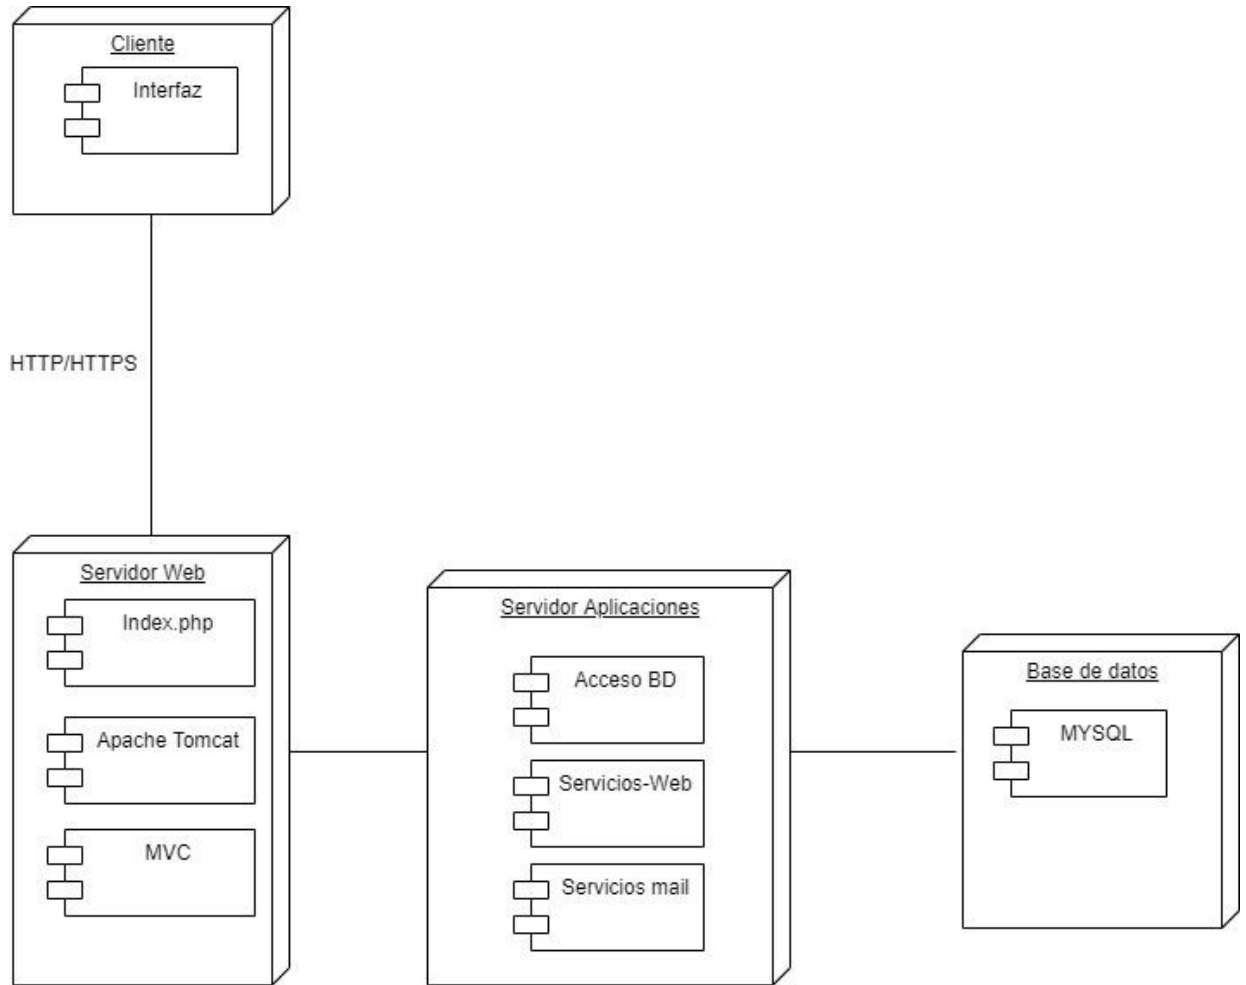 Cliente
Interfaz
HTTP/HTTPS
Servidor Web
Index.php
Apache Tomcat
MVC
Servidor Aplicaciones
Acceso BD
Servicios-Web
Servicios mail
Base de datos
MYSQL